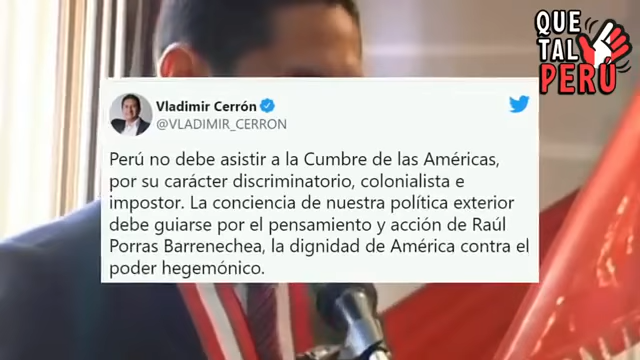 QUE
TAL
PERÚ
Vladimir Cerrón
@VLADIMIR_CERRON
Perú no debe asistir a la Cumbre de las Américas,
por su carácter discriminatorio, colonialista e
impostor. La conciencia de nuestra política exterior
debe guiarse por el pensamiento y acción de Raúl
Porras Barrenechea, la dignidad de América contra el
poder hegemónico.